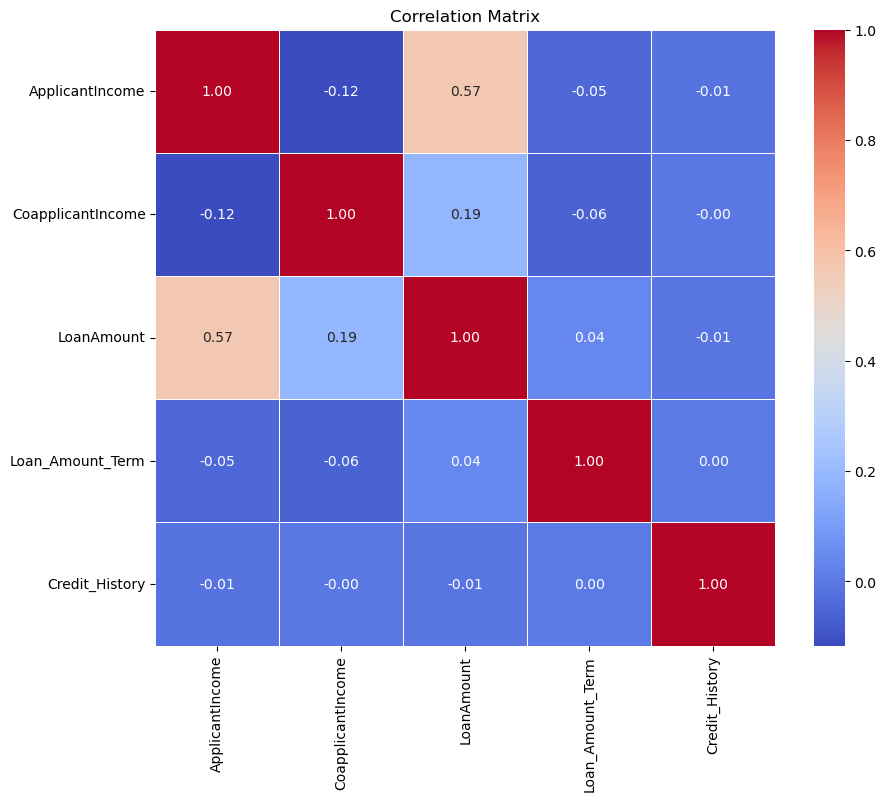 Correlation Matrix
ApplicantIncome 1.00 -0.12 0.57 -0.05 -0.01
CoapplicantIncome -0.12 1.00 0.19 -0.06 -0.00
LoanAmount 0.57 0.19 1.00 0.04 -0.01
Loan_Amount_Term -0.05 -0.06 0.04 1.00 0.00
Credit_History -0.01 -0.00 -0.01 0.00 1.00
ApplicantIncome
CoapplicantIncome
LoanAmount
Loan_Amount_Term
Credit_History
1.0
0.8
0.6
0.4
0.2
0.0